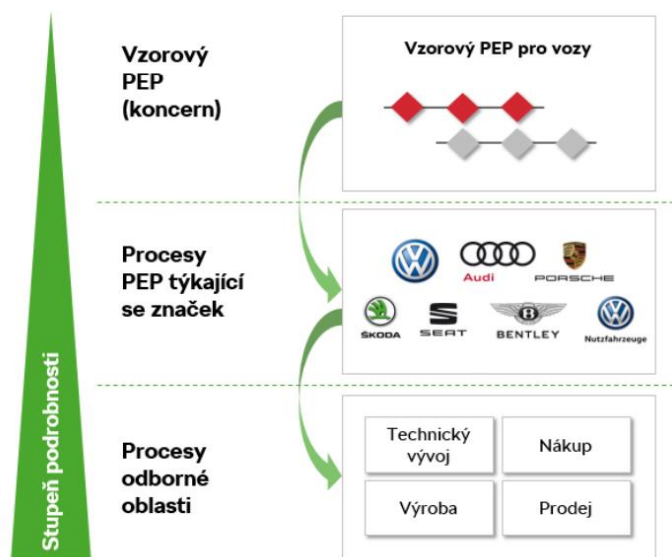 Vzorový
PEP
(koncern)
Vzorový PEP pro vozy
Procesy
PEP týkající
se značek
Audi
PORSCHE
ŠKODA
SEAT
BENTLEY
Nutzfahrzeuge
Stupeň podrobnosti
Procesy
odborné
oblasti
Technický
vývoj
Nákup
Výroba
Prodej